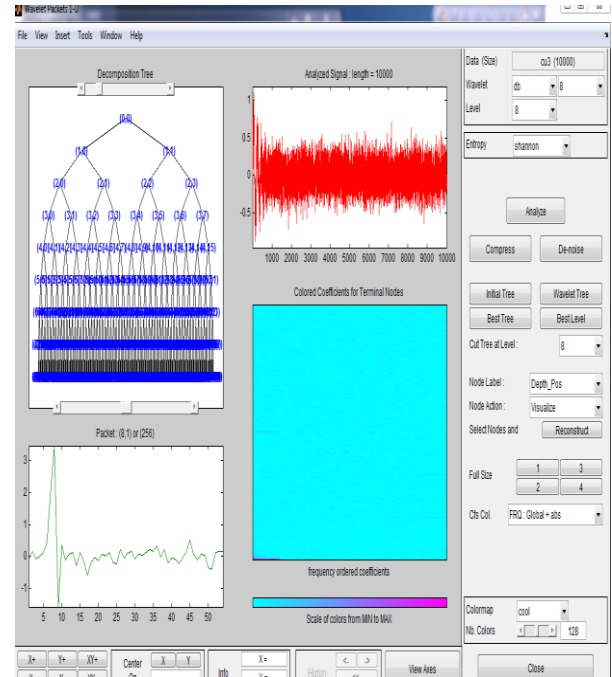 Wavelet Packets 1-D
File View Insert Tools Window Help
Decomposition Tree
(0,0)
(1,0) (1,1)
(2,0) (2,1) (2,2) (2,3)
(3,0) (3,1) (3,2) (3,3) (3,4) (3,5) (3,6) (3,7)
Analyzed Signal : length = 10000
1
0.5
0
-0.5
1000 2000 3000 4000 5000 6000 7000 8000 9000 10000
Colored Coefficients for Terminal Nodes
frequency ordered coefficients
Scale of colors from MIN to MAX
Packet : (8,1) or (256)
3
2
1
0
-1
5 10 15 20 25 30 35 40 45 50
Data (Size) cu3 (10000)
Wavelet db 8
Level 8
Entropy shannon
Analyze
Compress De-noise
Initial Tree Wavelet Tree
Best Tree Best Level
Cut Tree at Level : 8
Node Label : Depth_Pos
Node Action : Visualize
Select Nodes and Reconstruct
Full Size 1 3
2 4
Cfs Col. FRQ : Global + abs
Colormap cool
Nb. Colors < > 128
X+ Y+ XY+ Center X Y Info X = History < > View Axes Close
On <<